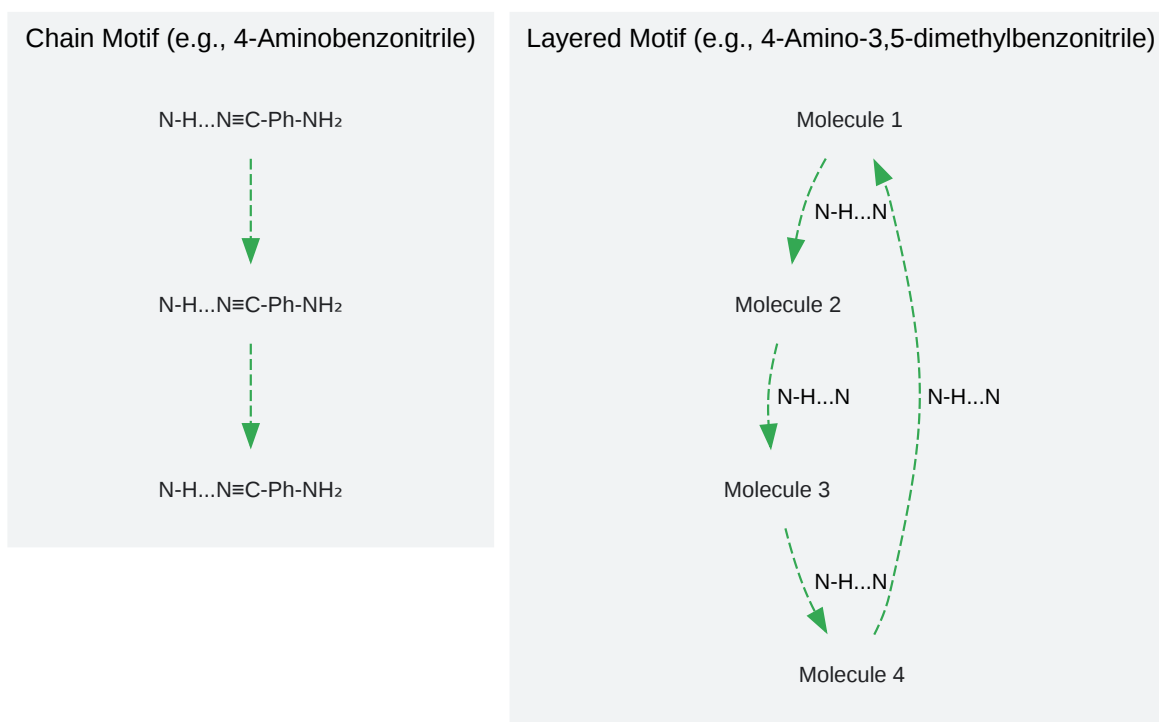 Chain Motif (e.g., 4-Aminobenzonitrile)
N-H...N≡C-Ph-NH₂
N-H...N≡C-Ph-NH₂
N-H...N≡C-Ph-NH₂
Layered Motif (e.g., 4-Amino-3,5-dimethylbenzonitrile)
Molecule 1
N-H...N
Molecule 2
N-H...N
N-H...N
Molecule 3
N-H...N
Molecule 4